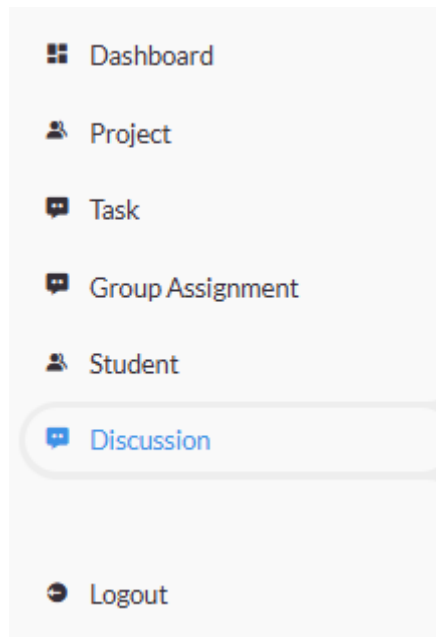 Dashboard
Project
Task
Group Assignment
Student
Discussion
Logout